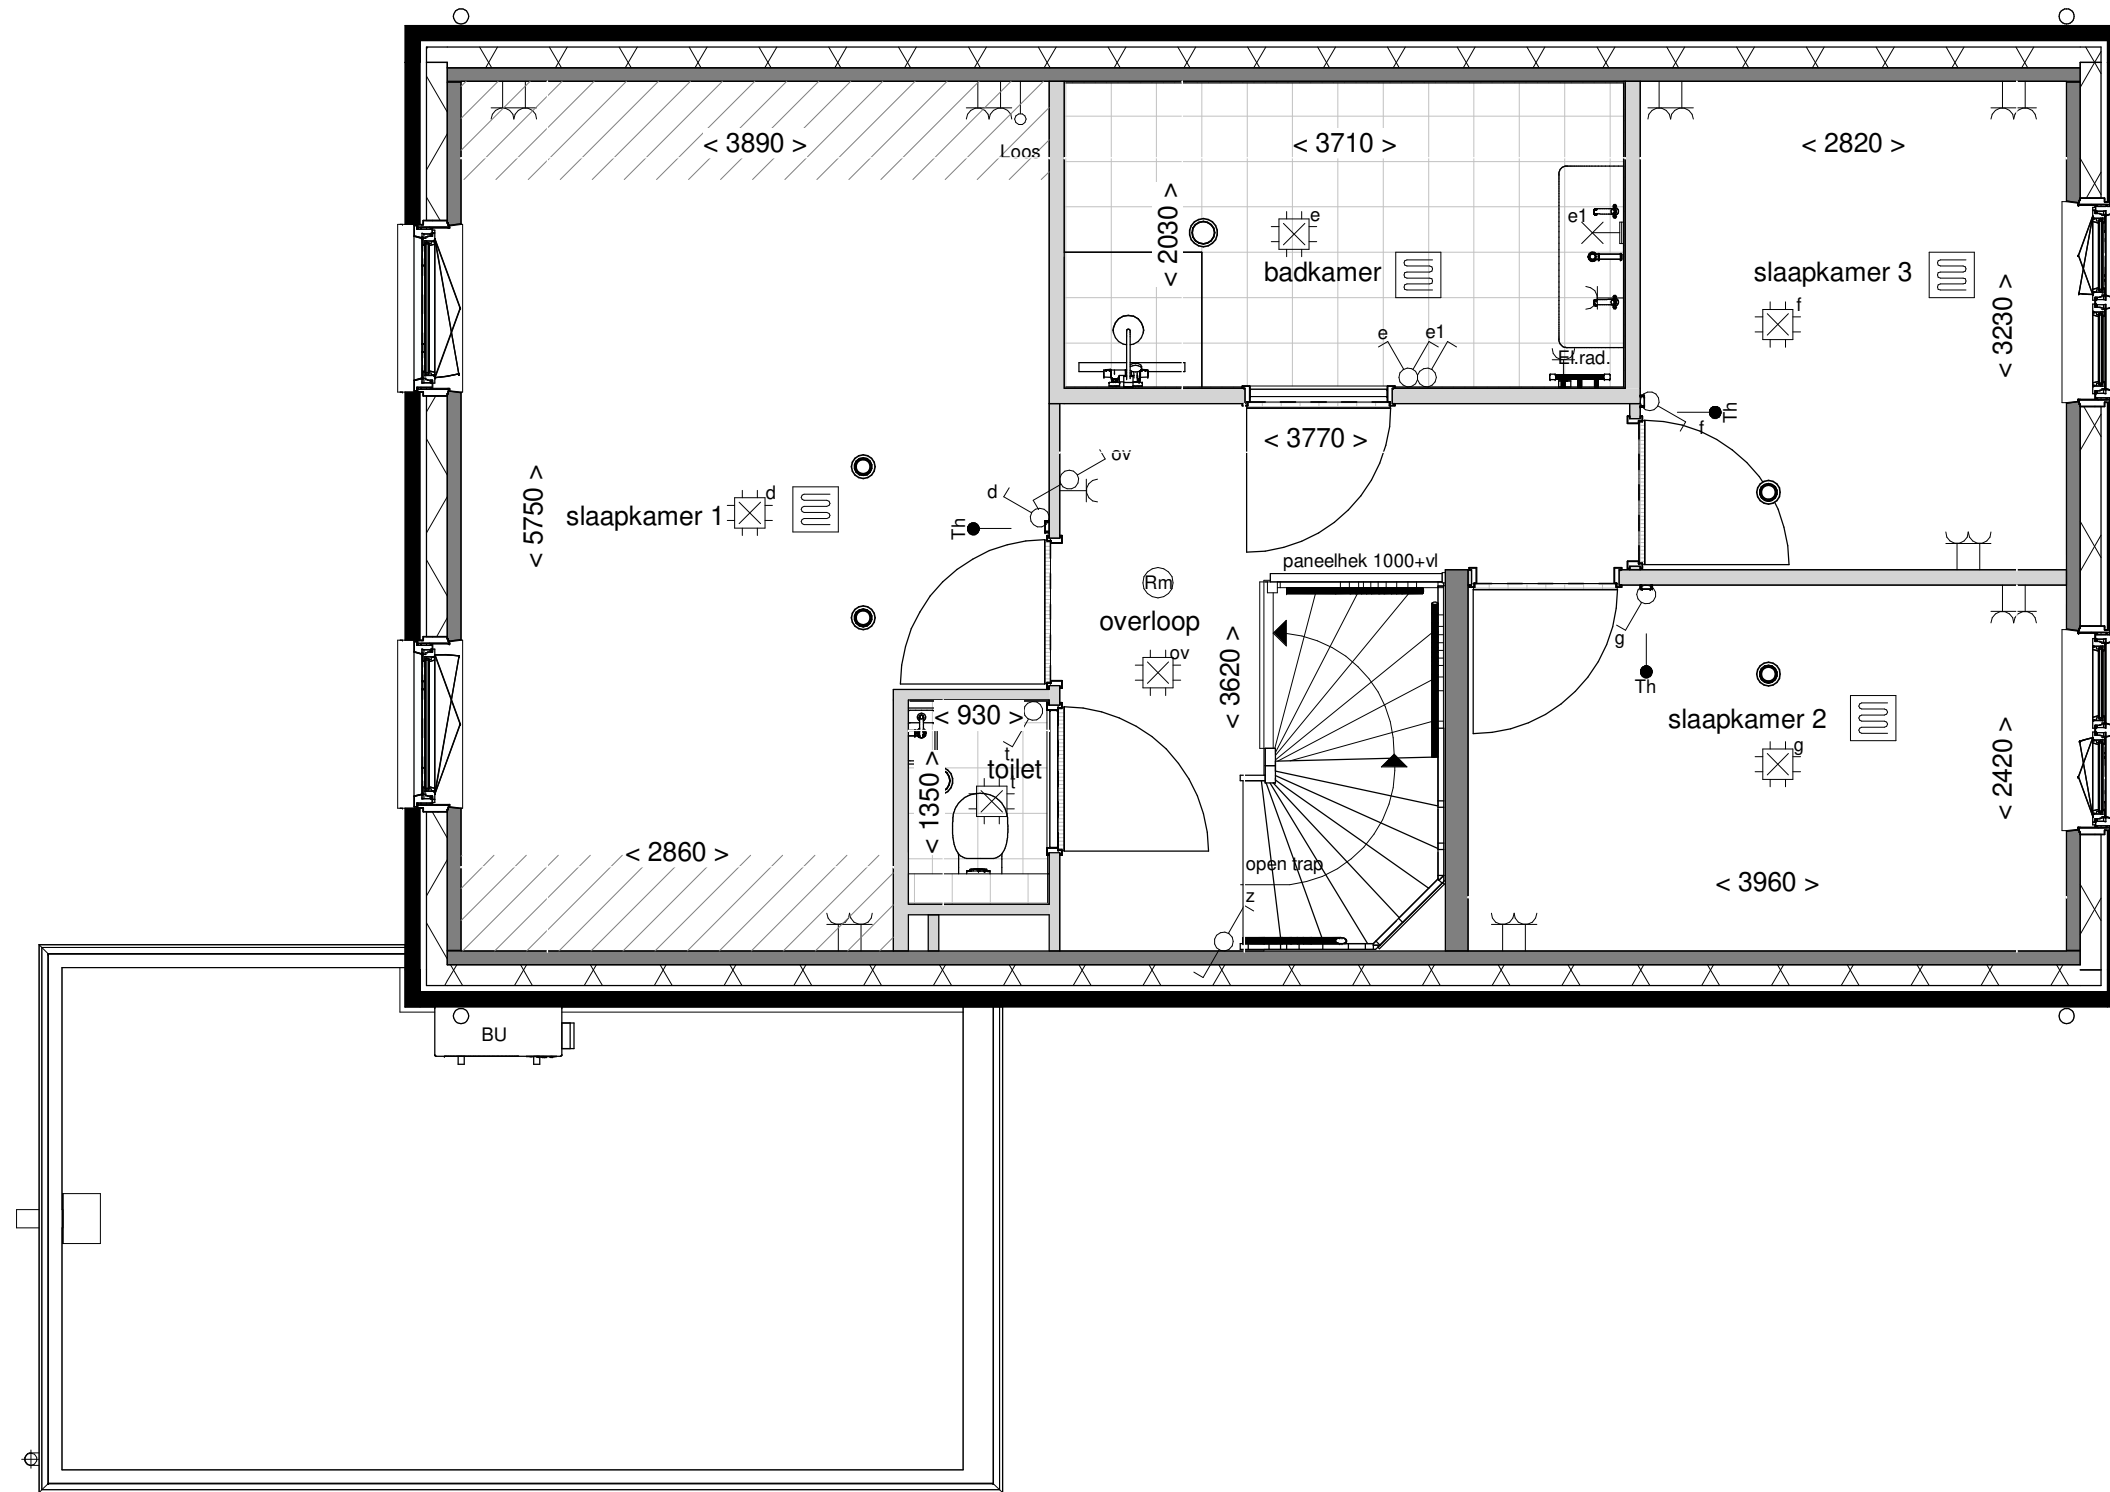 < 3890 >
< 3710 >
< 2820 >
Loos
< 2030 >
e
e1
badkamer
slaapkamer 3
f
< 3230 >
e
e1
El.rad.
Th
f
< 3770 >
ov
d
d
slaapkamer 1
< 5750 >
Th
paneelhek 1000+vl
Rm
overloop
ov
< 3620 >
g
Th
slaapkamer 2
g
< 2420 >
< 930 >
t
toilet
t
< 1350 >
< 2860 >
open trap
z
< 3960 >
BU